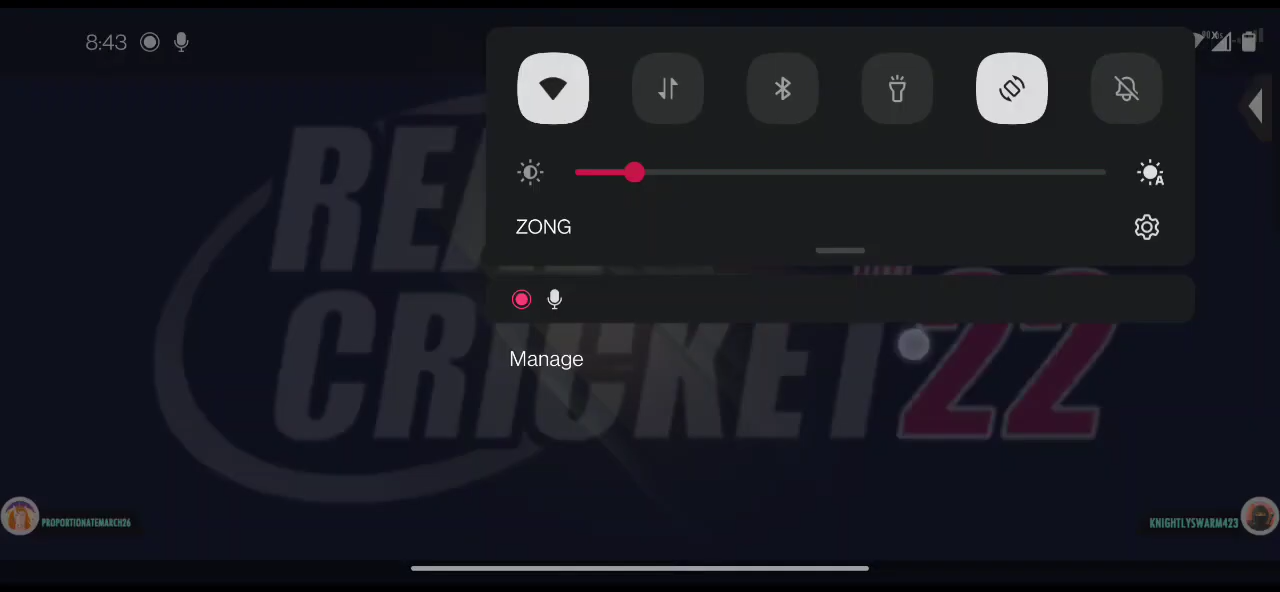 8:43
ZONG
Manage
REAL
CRICKET 22
PROPORTIONATEMARCH26
KNIGHTLYSWARM423